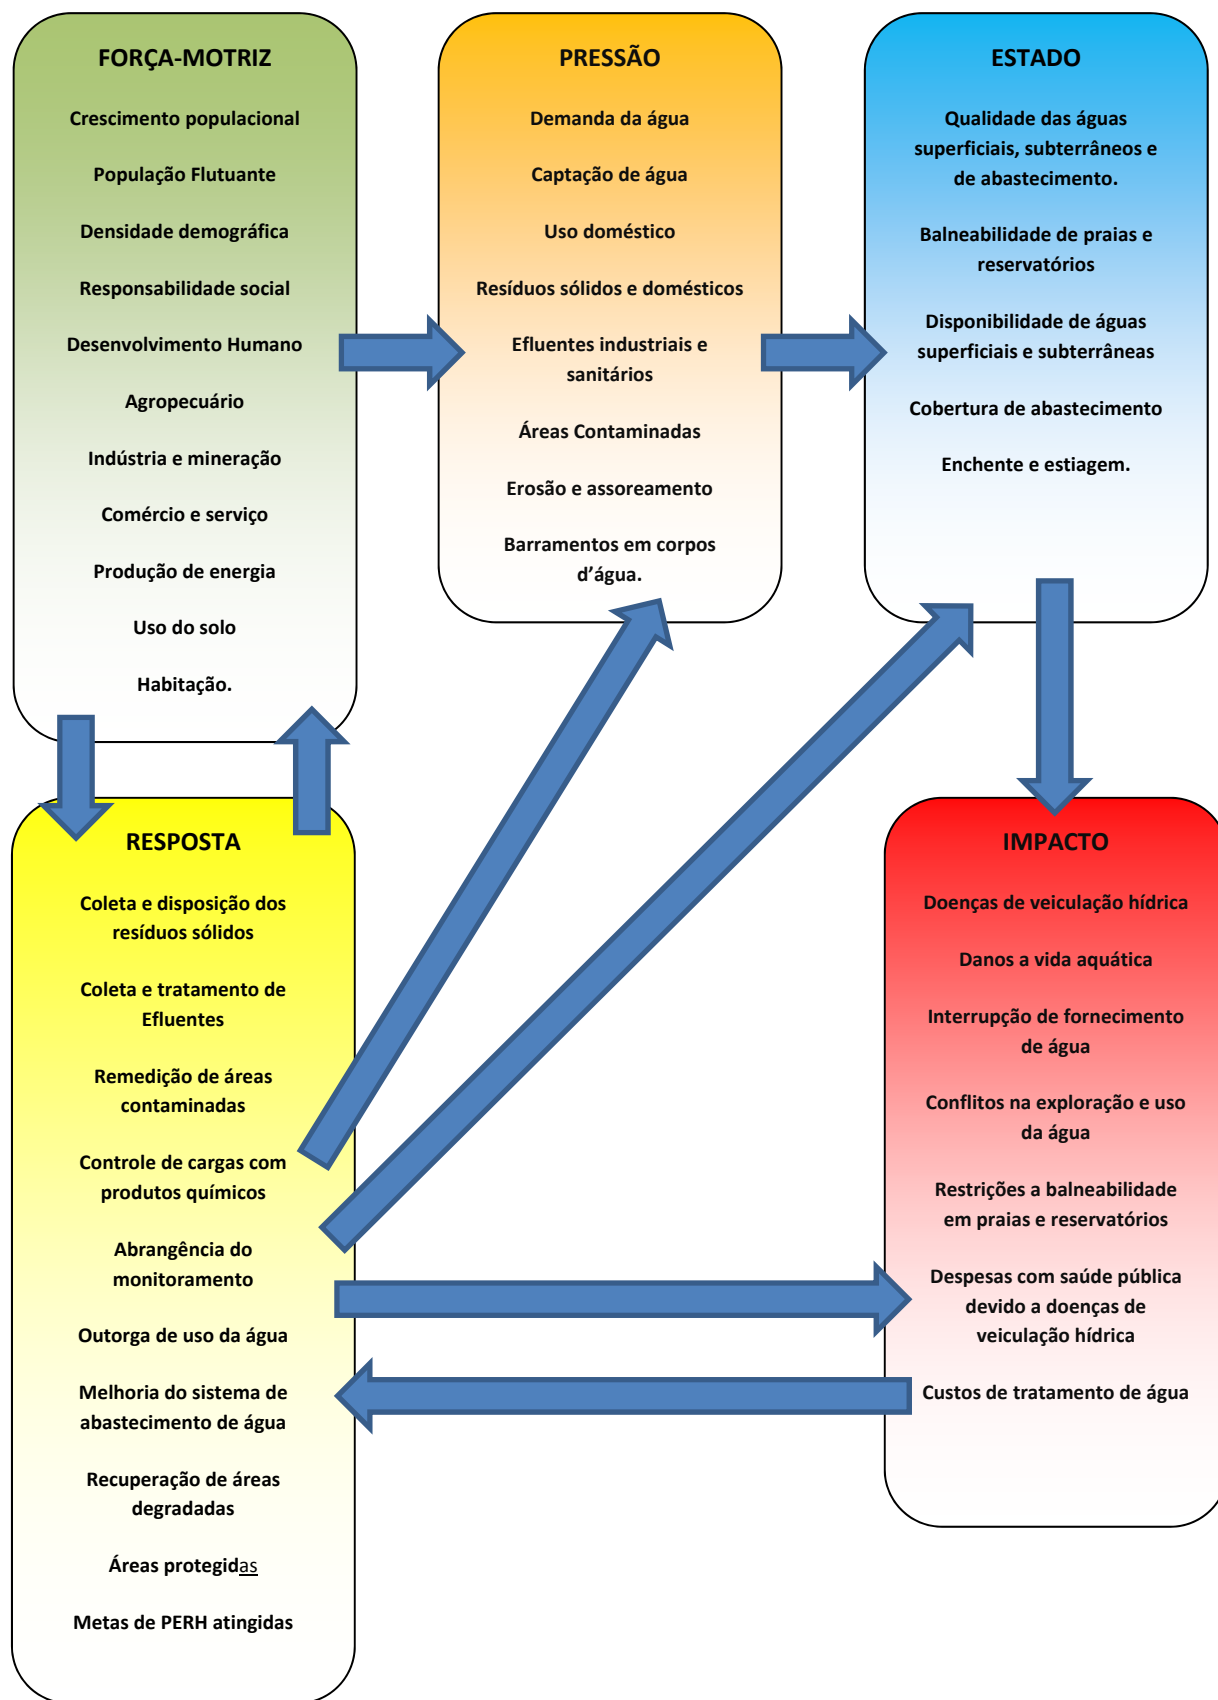 FORÇA-MOTRIZ
Crescimento populacional
População Flutuante
Densidade demográfica
Responsabilidade social
Desenvolvimento Humano
Agropecuário
Indústria e mineração
Comércio e serviço
Produção de energia
Uso do solo
Habitação.
PRESSÃO
Demanda da água
Captação de água
Uso doméstico
Resíduos sólidos e domésticos
Efluentes industriais e
sanitários
Áreas Contaminadas
Erosão e assoreamento
Barramentos em corpos
d’água.
ESTADO
Qualidade das águas
superficiais, subterrâneos e
de abastecimento.
Balneabilidade de praias e
reservatórios
Disponibilidade de águas
superficiais e subterrâneas
Cobertura de abastecimento
Enchente e estiagem.
RESPOSTA
Coleta e disposição dos
resíduos sólidos
Coleta e tratamento de
Efluentes
Remedição de áreas
contaminadas
Controle de cargas com
produtos químicos
Abrangência do
monitoramento
Outorga de uso da água
Melhoria do sistema de
abastecimento de água
Recuperação de áreas
degradadas
Áreas protegidas
Metas de PERH atingidas
IMPACTO
Doenças de veiculação hídrica
Danos a vida aquática
Interrupção de fornecimento
de água
Conflitos na exploração e uso
da água
Restrições a balneabilidade
em praias e reservatórios
Despesas com saúde pública
devido a doenças de
veiculação hídrica
Custos de tratamento de água